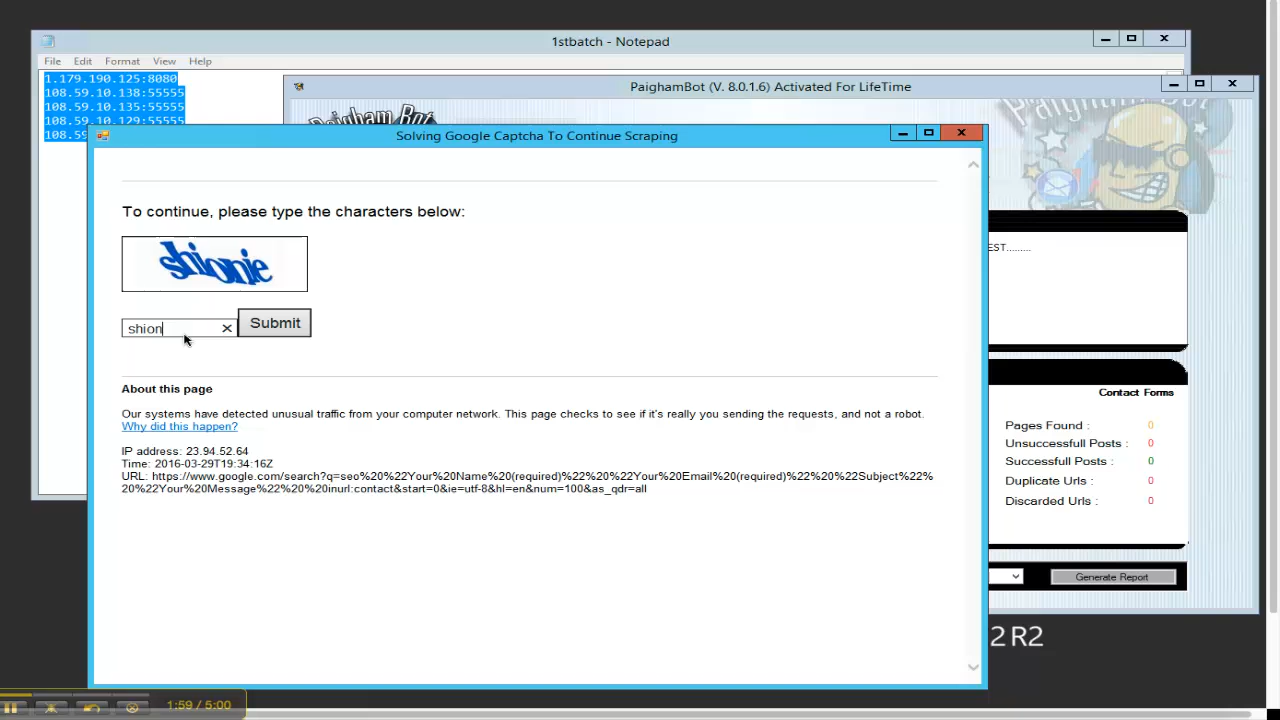 1stbatch - Notepad
File Edit Format View Help
1.179.190.125:8080
108.59.10.138:55555
108.59.10.135:55555
108.59.10.129:55555
108.59
PaighamBot (V. 8.0.1.6) Activated For LifeTime
Paigham Bot
Paigham Bot
Solving Google Captcha To Continue Scraping
To continue, please type the characters below:
shionie
shion
Submit
About this page
Our systems have detected unusual traffic from your computer network. This page checks to see if it's really you sending the requests, and not a robot.
Why did this happen?
IP address: 23.94.52.64
Time: 2016-03-29T19:34:16Z
URL: https://www.google.com/search?q=seo%20%22Your%20Name%20(required)%22%20%22Your%20Email%20(required)%22%20%22Subject%22%
20%22Your%20Message%22%20%20inurl:contact&start=0&ie=utf-8&hl=en&num=100&as_qdr=all
EST.........
Contact Forms
Pages Found : 0
Unsuccessfull Posts : 0
Successfull Posts : 0
Duplicate Urls : 0
Discarded Urls : 0
Generate Report
2 R2
1:59 / 5:00